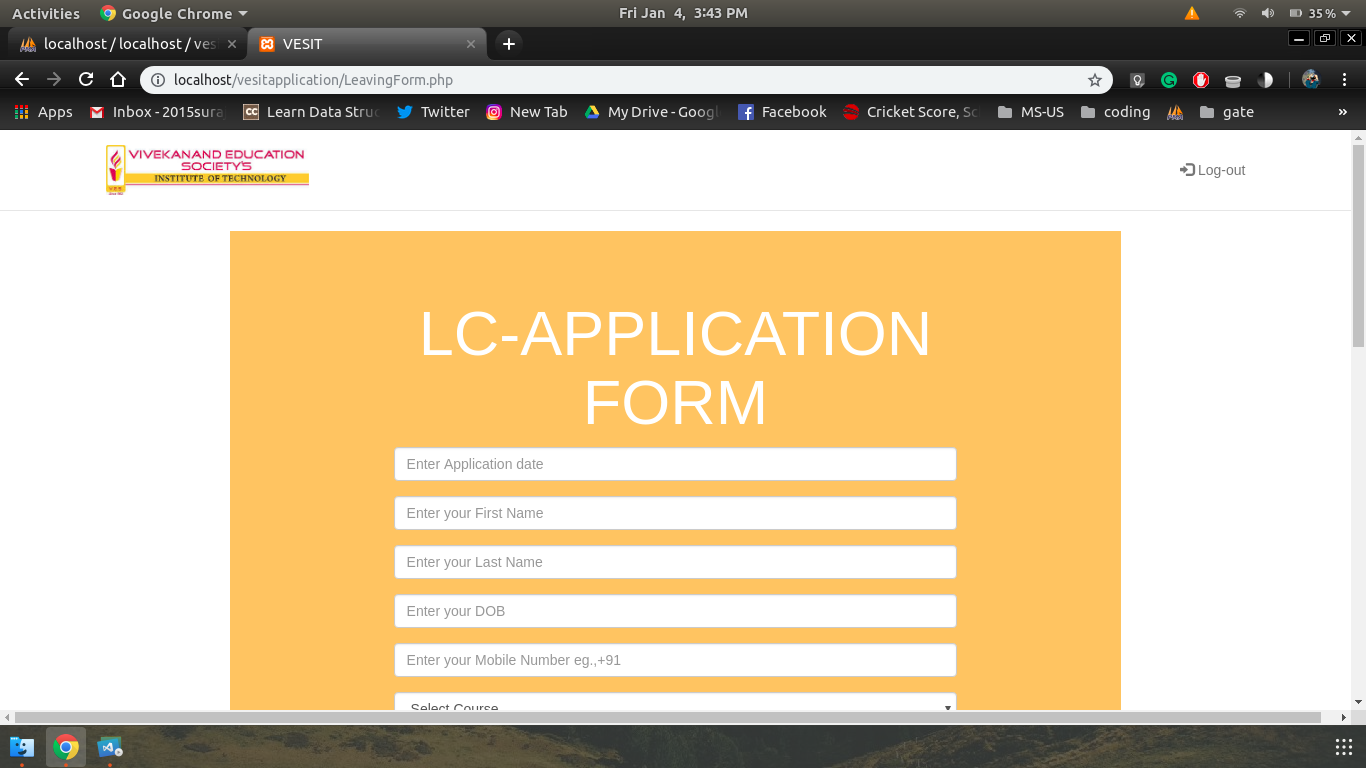 Activities Google Chrome Fri Jan 4, 3:43 PM 35%
localhost / localhost / ves VESIT
localhost/vesitapplication/LeavingForm.php
Apps Inbox - 2015sura Learn Data Struc Twitter New Tab My Drive - Googl Facebook Cricket Score, Sc MS-US coding gate »
VIVEKANAND EDUCATION
SOCIETY'S
INSTITUTE OF TECHNOLOGY
Log-out
LC-APPLICATION
FORM
Enter Application date
Enter your First Name
Enter your Last Name
Enter your DOB
Enter your Mobile Number eg.,+91
Select Course